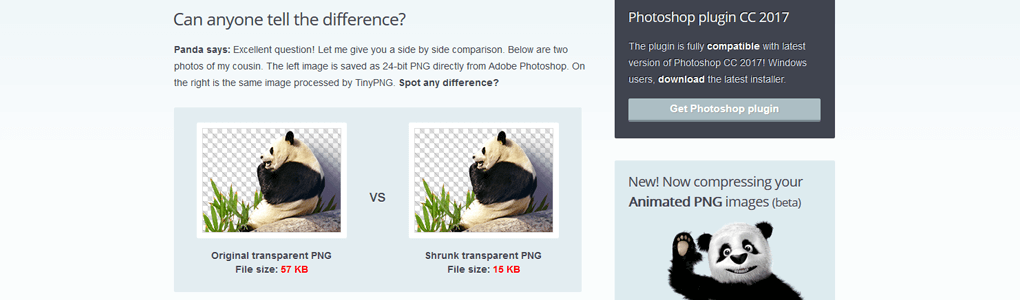 Can anyone tell the difference?
Panda says: Excellent question! Let me give you a side by side comparison. Below are two
photos of my cousin. The left image is saved as 24-bit PNG directly from Adobe Photoshop. On
the right is the same image processed by TinyPNG. Spot any difference?
VS
Original transparent PNG
File size: 57 KB
Shrunk transparent PNG
File size: 15 KB
Photoshop plugin CC 2017
The plugin is fully compatible with latest
version of Photoshop CC 2017! Windows
users, download the latest installer.
Get Photoshop plugin
New! Now compressing your
Animated PNG images (beta)